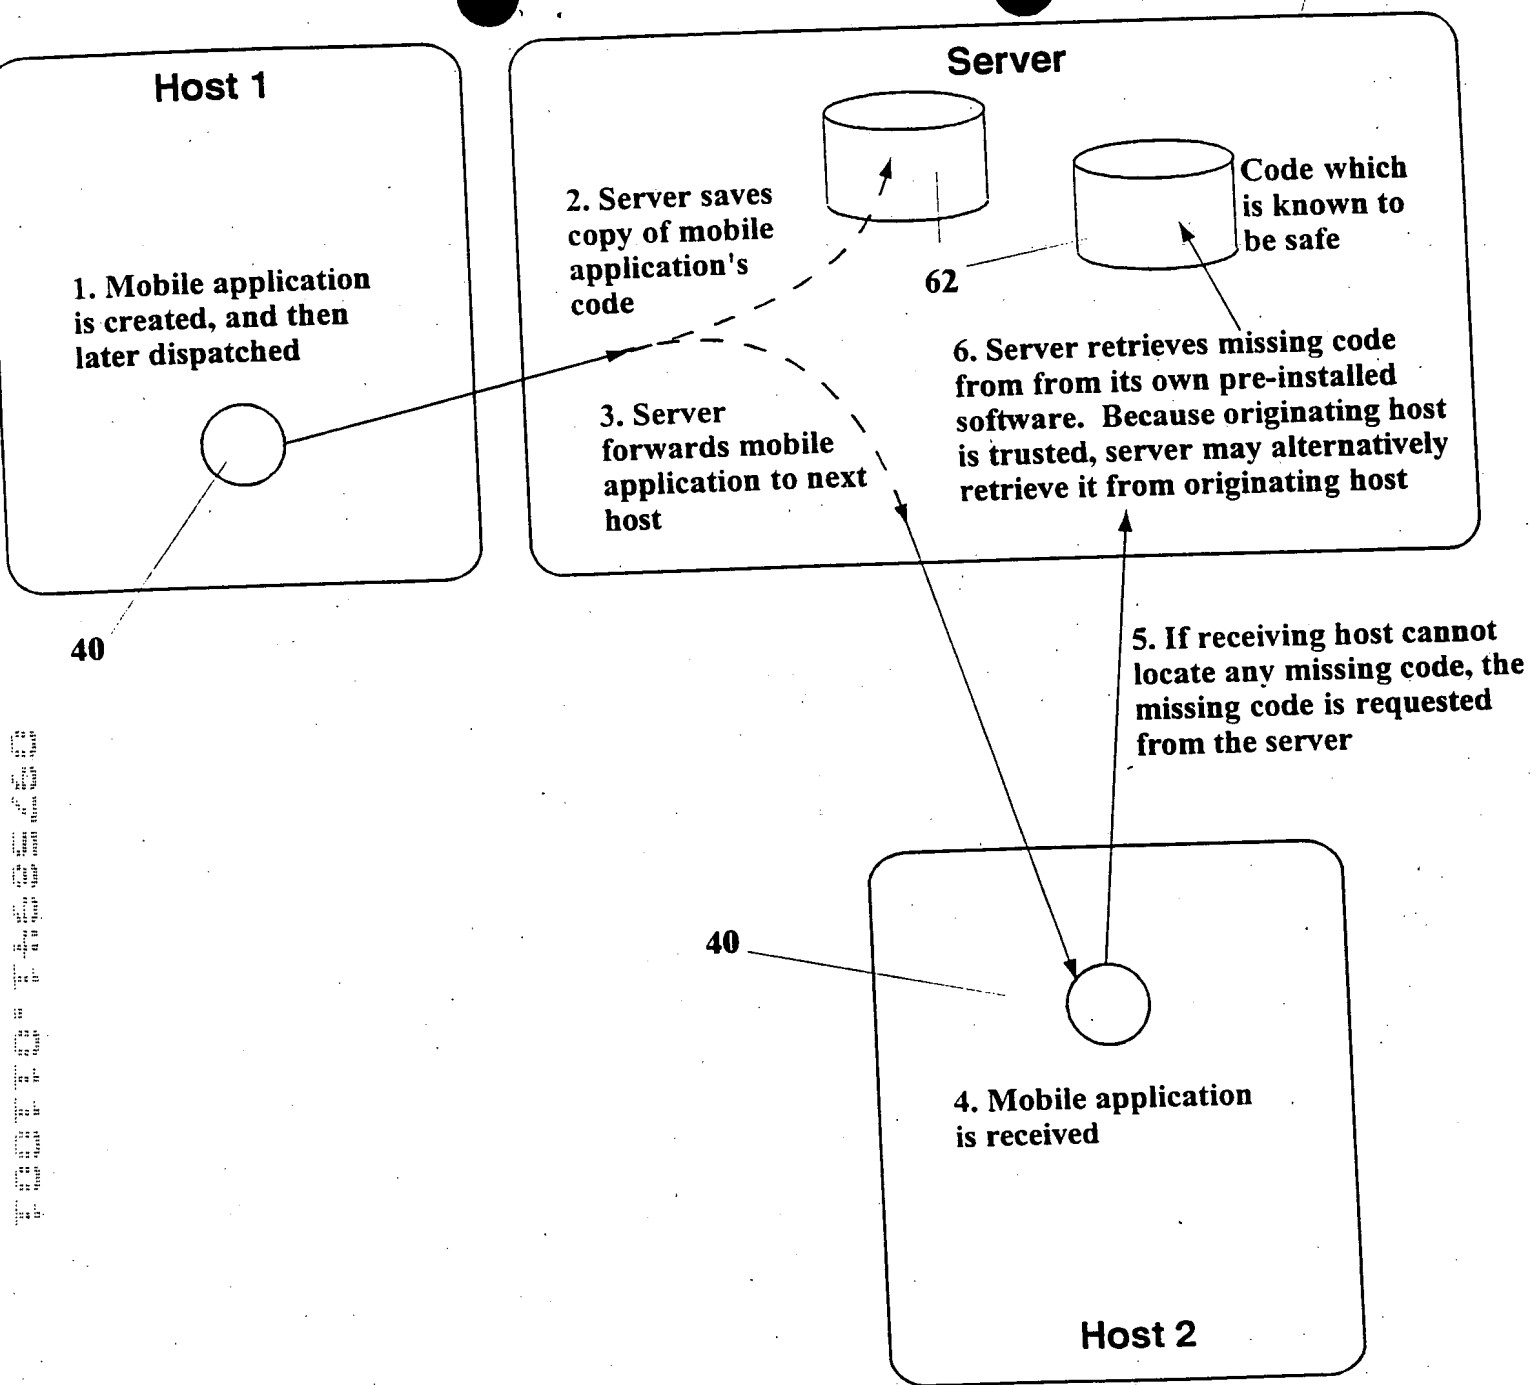 Host 1
Server
1. Mobile application
is created, and then
later dispatched
40
2. Server saves
copy of mobile
application's
code
62
Code which
is known to
be safe
3. Server
forwards mobile
application to next
host
6. Server retrieves missing code
from from its own pre-installed
software. Because originating host
is trusted, server may alternatively
retrieve it from originating host
5. If receiving host cannot
locate any missing code, the
missing code is requested
from the server
40
4. Mobile application
is received
Host 2